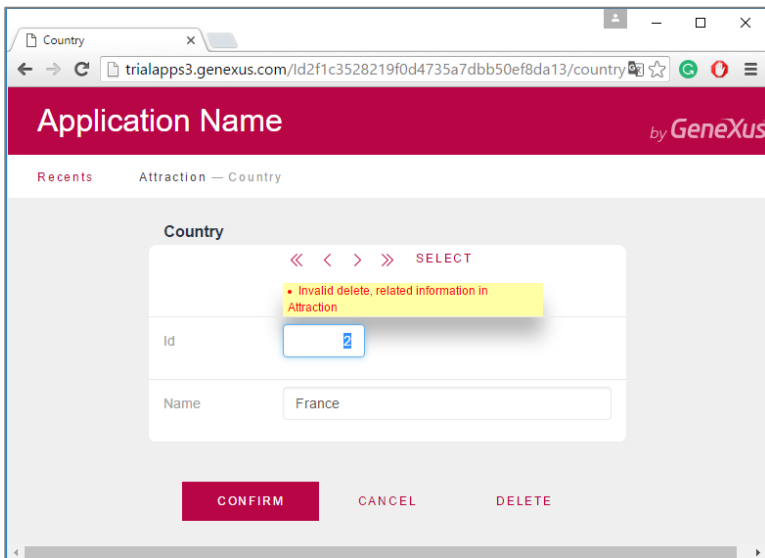 Country
trialapps3.genexus.com/Id2f1c3528219f0d4735a7dbb50ef8da13/country
Application Name
by GeneXus
Recents Attraction — Country
Country
SELECT
• Invalid delete, related information in
Attraction
Id 2
Name France
CONFIRM CANCEL DELETE